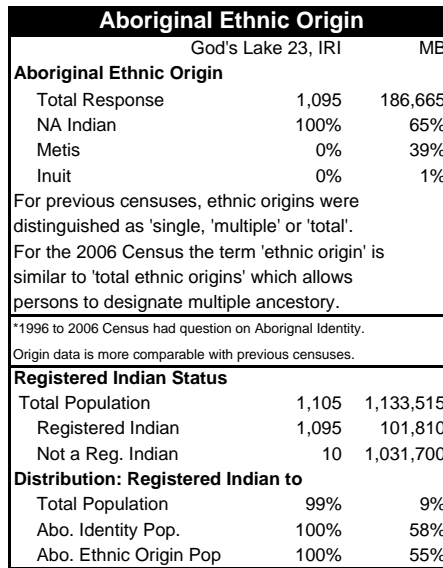 Aboriginal Ethnic Origin
God's Lake 23, IRI MB
Aboriginal Ethnic Origin
Total Response 1,095 186,665
NA Indian 100% 65%
Metis 0% 39%
Inuit 0% 1%
For previous censuses, ethnic origins were
distinguished as 'single, 'multiple' or 'total'.
For the 2006 Census the term 'ethnic origin' is
similar to 'total ethnic origins' which allows
persons to designate multiple ancestory.
*1996 to 2006 Census had question on Aborignal Identity.
Origin data is more comparable with previous censuses.
Registered Indian Status
Total Population 1,105 1,133,515
Registered Indian 1,095 101,810
Not a Reg. Indian 10 1,031,700
Distribution: Registered Indian to
Total Population 99% 9%
Abo. Identity Pop. 100% 58%
Abo. Ethnic Origin Pop 100% 55%